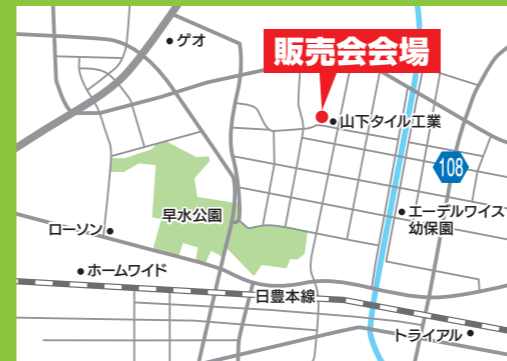 ゲオ
販売会会場
山下タイル工業
108
早水公園
エーデルワイス
幼保園
ローソン
ホームワイド
日豊本線
トライアル